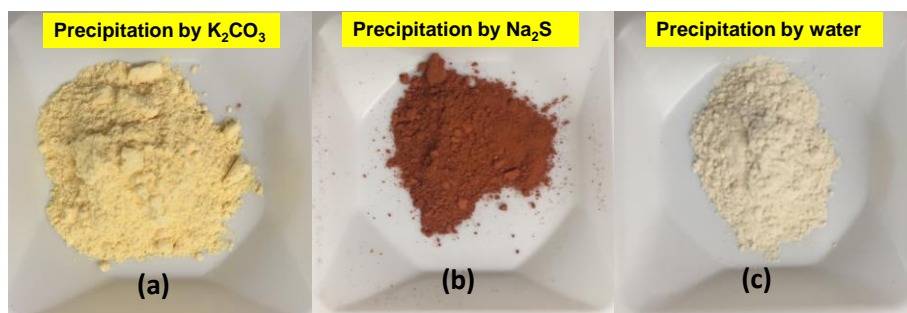 Precipitation by K₂CO₃
Precipitation by Na₂S
Precipitation by water
(a)
(b)
(c)